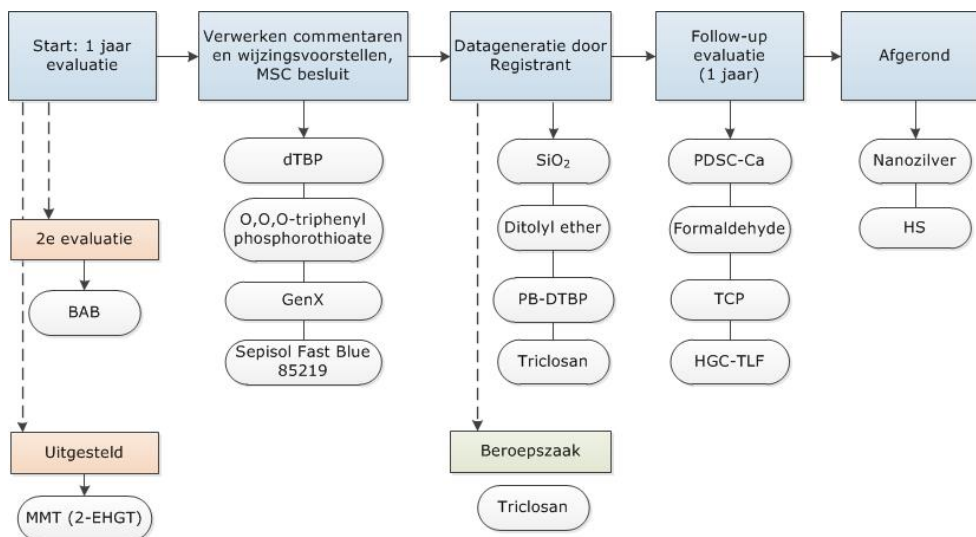 Start: 1 jaar
evaluatie
Verwerken commentaren
en wijzingsvoorstellen,
MSC besluit
Datageneratie door
Registrant
Follow-up
evaluatie
(1 jaar)
Afgerond
dTBP
O,O,O-triphenyl
phosphorothioate
GenX
Sepisol Fast Blue
85219
SiO₂
Ditolyl ether
PB-DTBP
Triclosan
PDSC-Ca
Formaldehyde
TCP
HGC-TLF
Nanozilver
HS
2e evaluatie
BAB
Uitgesteld
MMT (2-EHGT)
Beroepszaak
Triclosan